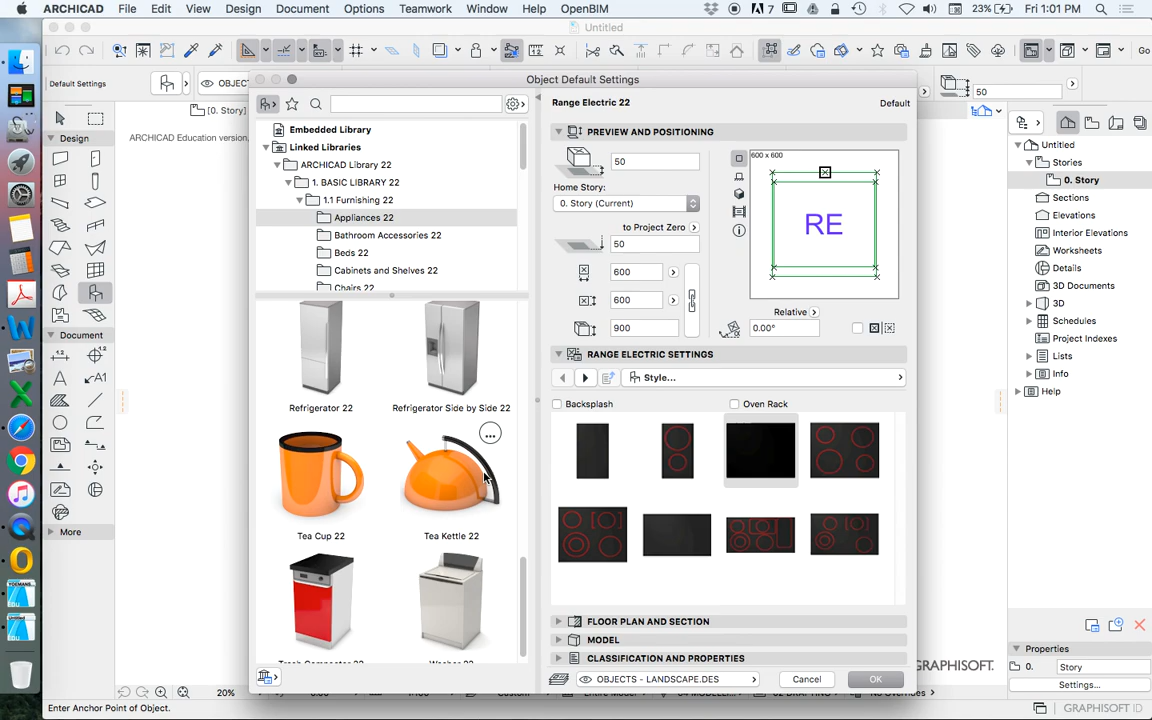 ARCHICAD File Edit View Design Document Options Teamwork Window Help OpenBIM 7 23% Fri 1:01 PM
Untitled
Go
Default Settings
Object Default Settings
50
[0. Story]
ARCHICAD Education version,
Range Electric 22
Default
Embedded Library
Linked Libraries
ARCHICAD Library 22
1. BASIC LIBRARY 22
1.1 Furnishing 22
Appliances 22
Bathroom Accessories 22
Beds 22
Cabinets and Shelves 22
Chairs 22
PREVIEW AND POSITIONING
50
Home Story:
0. Story (Current)
to Project Zero
50
600
600
900
600 x 600
RE
Relative
0.00°
RANGE ELECTRIC SETTINGS
Style...
Backsplash
Oven Rack
Refrigerator 22
Refrigerator Side by Side 22
Tea Cup 22
Tea Kettle 22
Trash Compactor 22
Washer 22
FLOOR PLAN AND SECTION
MODEL
CLASSIFICATION AND PROPERTIES
OBJECTS - LANDSCAPE.DES
Cancel
OK
Design
Document
More
Untitled
Stories
0. Story
Sections
Elevations
Interior Elevations
Worksheets
Details
3D Documents
3D
Schedules
Project Indexes
Lists
Info
Help
GRAPHISOFT.
Properties
0.
Story
Settings...
20%
Enter Anchor Point of Object.
GRAPHISOFT ID